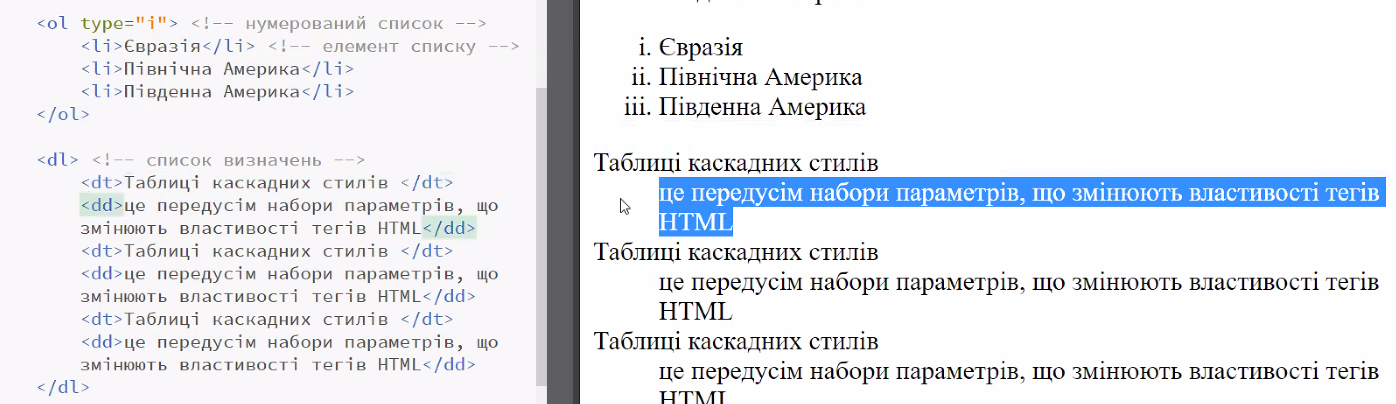 <ol type="i"> <!-- нумерований список -->
<li>Євразія</li> <!-- елемент списку -->
<li>Північна Америка</li>
<li>Південна Америка</li>
</ol>
<dl> <!-- список визначень -->
<dt>Таблиці каскадних стилів </dt>
<dd>це передусім набори параметрів, що
змінюють властивості тегів HTML</dd>
<dt>Таблиці каскадних стилів </dt>
<dd>це передусім набори параметрів, що
змінюють властивості тегів HTML</dd>
<dt>Таблиці каскадних стилів </dt>
<dd>це передусім набори параметрів, що
змінюють властивості тегів HTML</dd>
</dl>
i. Євразія
ii. Північна Америка
iii. Південна Америка
Таблиці каскадних стилів
це передусім набори параметрів, що змінюють властивості тегів
HTML
Таблиці каскадних стилів
це передусім набори параметрів, що змінюють властивості тегів
HTML
Таблиці каскадних стилів
це передусім набори параметрів, що змінюють властивості тегів
HTML